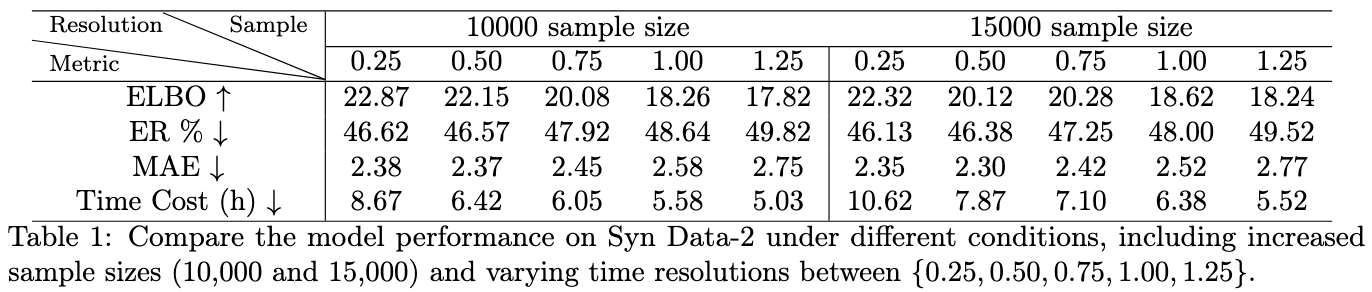 Resolution Sample 10000 sample size 15000 sample size
Metric 0.25 0.50 0.75 1.00 1.25 0.25 0.50 0.75 1.00 1.25
ELBO ↑ 22.87 22.15 20.08 18.26 17.82 22.32 20.12 20.28 18.62 18.24
ER % ↓ 46.62 46.57 47.92 48.64 49.82 46.13 46.38 47.25 48.00 49.52
MAE ↓ 2.38 2.37 2.45 2.58 2.75 2.35 2.30 2.42 2.52 2.77
Time Cost (h) ↓ 8.67 6.42 6.05 5.58 5.03 10.62 7.87 7.10 6.38 5.52
Table 1: Compare the model performance on Syn Data-2 under different conditions, including increased
sample sizes (10,000 and 15,000) and varying time resolutions between {0.25, 0.50, 0.75, 1.00, 1.25}.